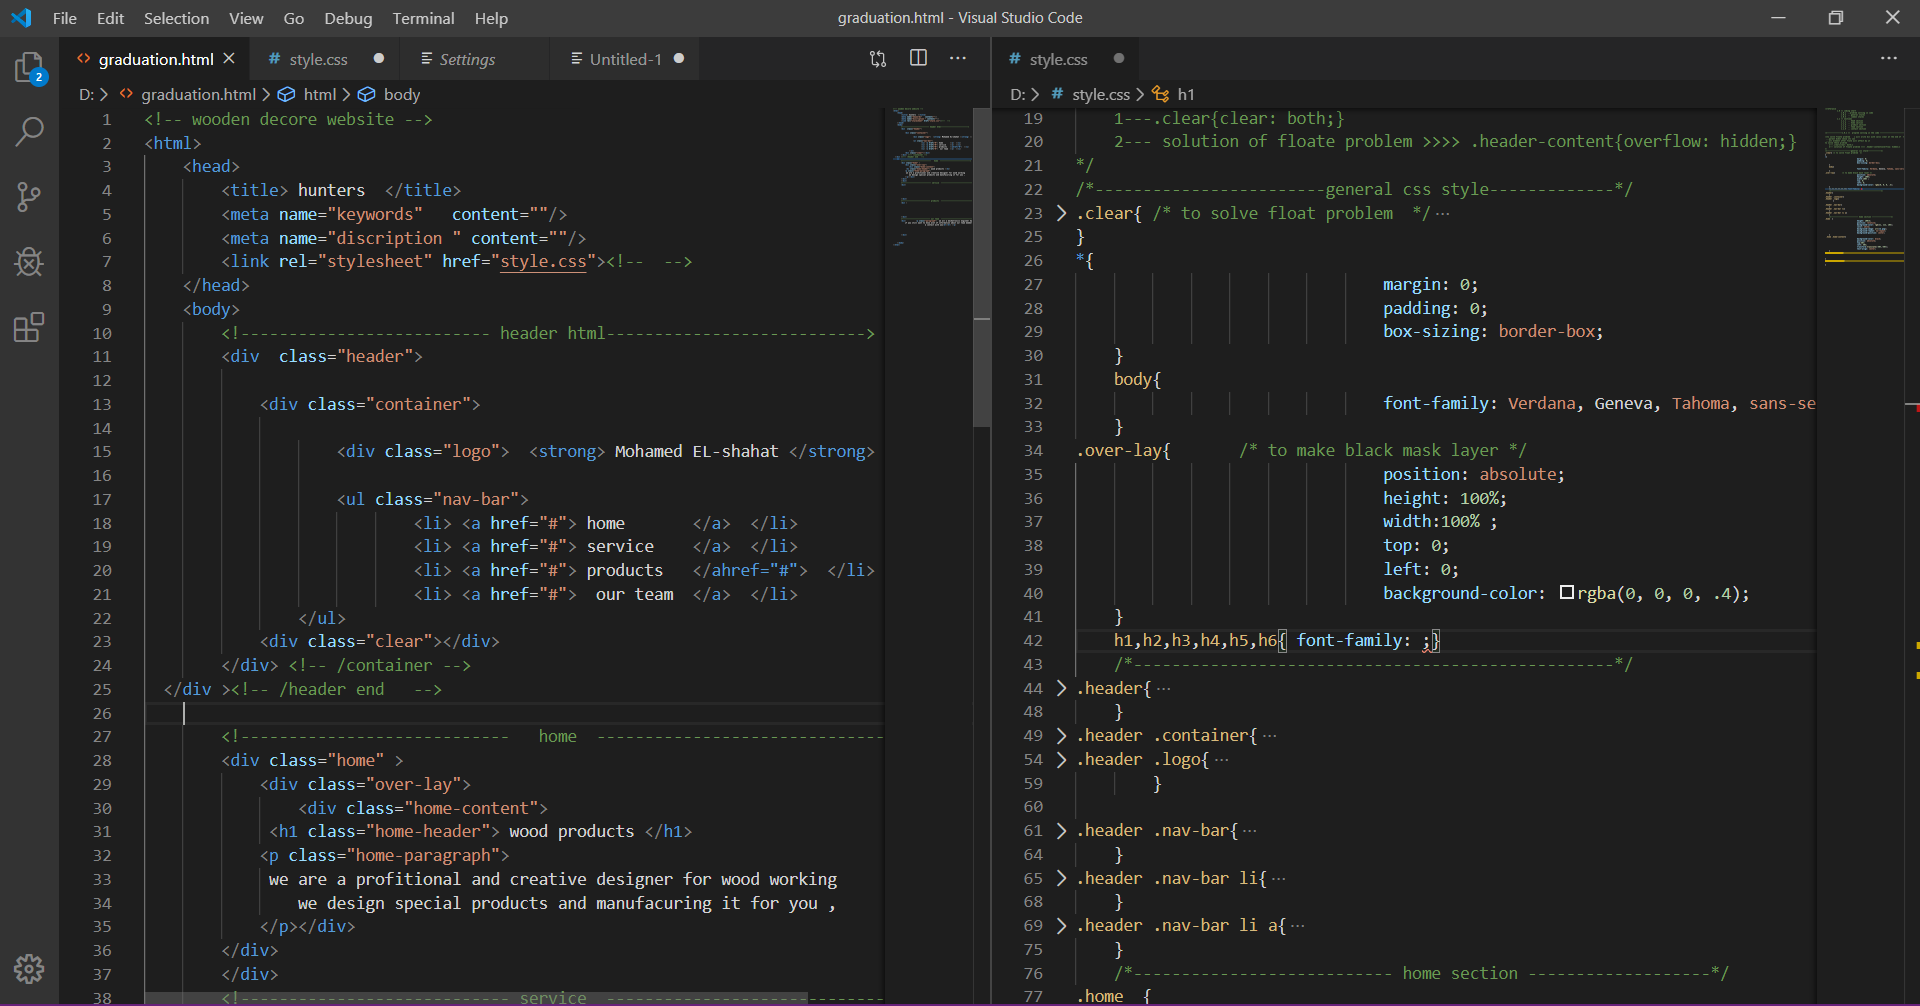 File Edit Selection View Go Debug Terminal Help
graduation.html - Visual Studio Code
graduation.html
style.css
Settings
Untitled-1
style.css
2
D: > graduation.html > html > body
1 <!-- wooden decore website -->
2 <html>
3 <head>
4 <title> hunters </title>
5 <meta name="keywords" content=""/>
6 <meta name="discription " content=""/>
7 <link rel="stylesheet" href="style.css"><!-- -->
8 </head>
9 <body>
10 <!-------------------------- header html--------------------------->
11 <div class="header">
12
13 <div class="container">
14
15 <div class="logo"> <strong> Mohamed EL-shahat </strong>
16
17 <ul class="nav-bar">
18 <li> <a href="#"> home </a> </li>
19 <li> <a href="#"> service </a> </li>
20 <li> <a href="#"> products </ahref="#"> </li>
21 <li> <a href="#"> our team </a> </li>
22 </ul>
23 <div class="clear"></div>
24 </div> <!-- /container -->
25 </div ><!-- /header end -->
26
27 <!---------------------------- home ------------------------------
28 <div class="home" >
29 <div class="over-lay">
30 <div class="home-content">
31 <h1 class="home-header"> wood products </h1>
32 <p class="home-paragraph">
33 we are a profitional and creative designer for wood working
34 we design special products and manufacuring it for you ,
35 </p></div>
36 </div>
37 </div>
38 <!---------------------------- service -----------------------------
D: > style.css > h1
19 1---.clear{clear: both;}
20 2--- solution of floate problem >>>> .header-content{overflow: hidden;}
21 */
22 /*------------------------general css style-------------*/
23 .clear{ /* to solve float problem */ ...
25 }
26 *{
27 margin: 0;
28 padding: 0;
29 box-sizing: border-box;
30 }
31 body{
32 font-family: Verdana, Geneva, Tahoma, sans-se
33 }
34 .over-lay{ /* to make black mask layer */
35 position: absolute;
36 height: 100%;
37 width:100% ;
38 top: 0;
39 left: 0;
40 background-color: rgba(0, 0, 0, .4);
41 }
42 h1,h2,h3,h4,h5,h6{ font-family: ;}
43 /*--------------------------------------------------*/
44 .header{ ...
48 }
49 .header .container{ ...
54 .header .logo{ ...
59 }
60
61 .header .nav-bar{ ...
64 }
65 .header .nav-bar li{ ...
68 }
69 .header .nav-bar li a{ ...
75 }
76 /*--------------------------- home section -------------------*/
77 .home {